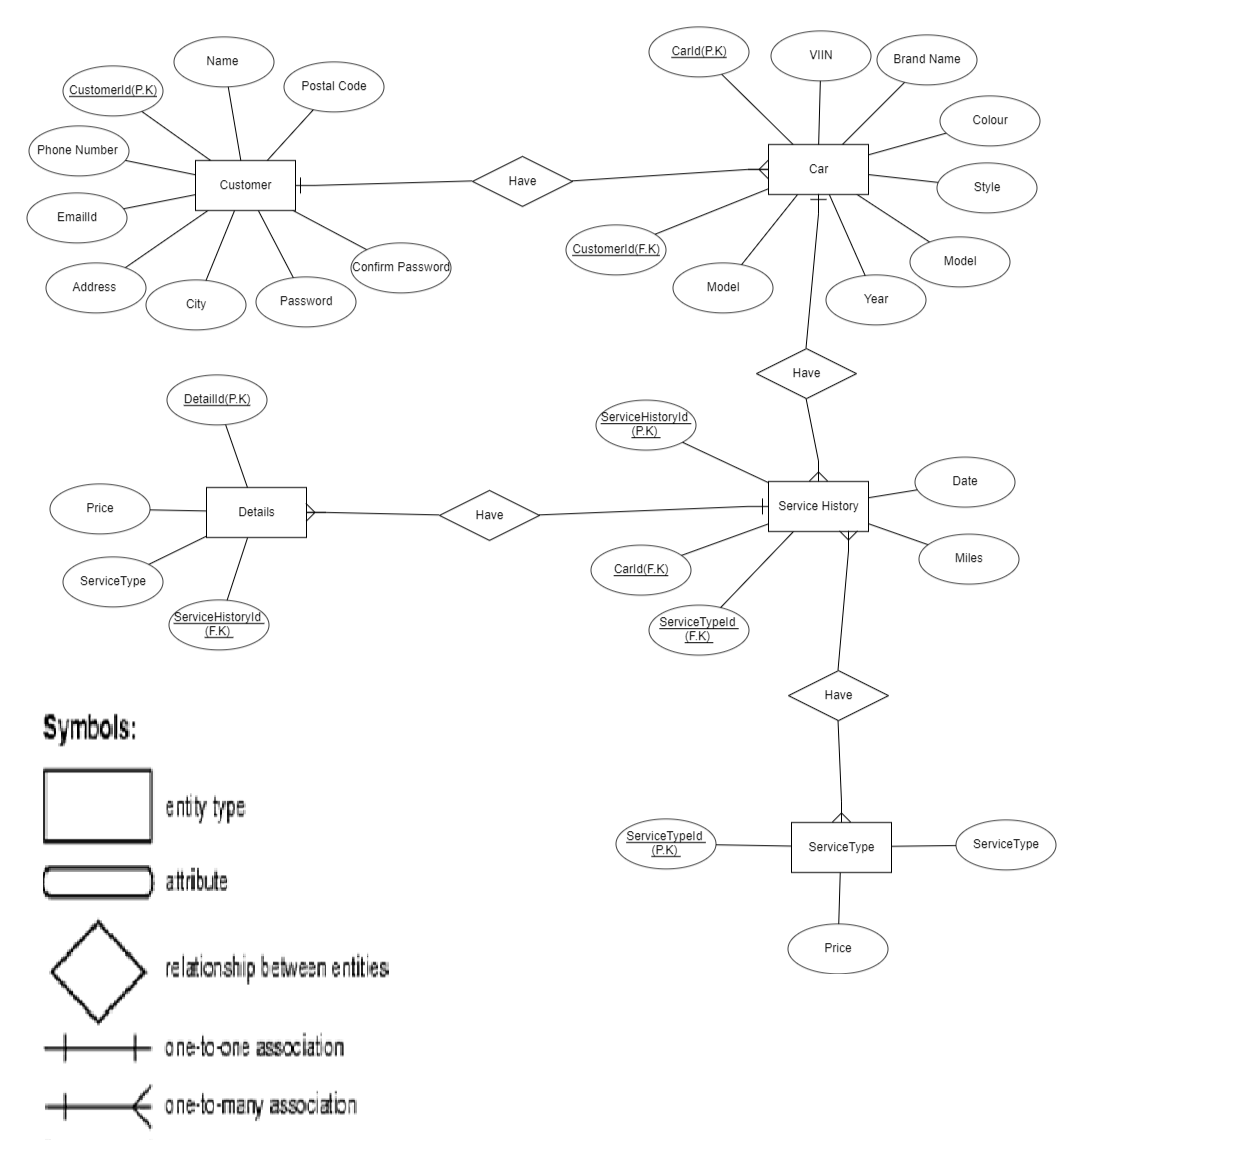 Name
CustomerId(P.K)
Postal Code
Phone Number
Customer
EmailId
Address
City
Password
Confirm Password
Have
CarId(P.K)
VIIN
Brand Name
Colour
Car
Style
CustomerId(F.K)
Model
Year
Model
Have
DetailId(P.K)
Price
Details
ServiceType
ServiceHistoryId
(F.K)
Have
ServiceHistoryId
(P.K)
Date
Service History
Miles
CarId(F.K)
ServiceTypeId
(F.K)
Have
ServiceTypeId
(P.K)
ServiceType
ServiceType
Price
Symbols:
entity type
attribute
relationship between entities
one-to-one association
one-to-many association